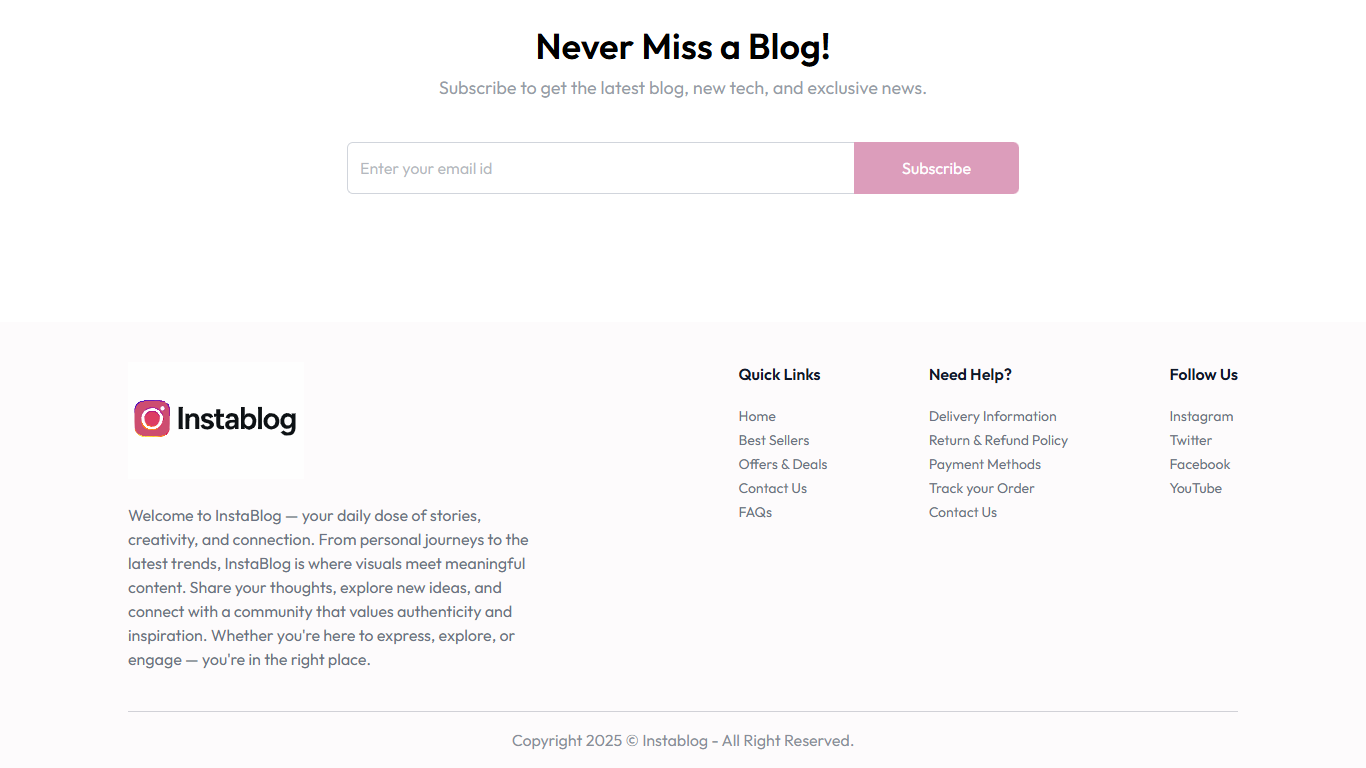 Never Miss a Blog!
Subscribe to get the latest blog, new tech, and exclusive news.
Enter your email id
Subscribe
Instablog
Welcome to InstaBlog — your daily dose of stories,
creativity, and connection. From personal journeys to the
latest trends, InstaBlog is where visuals meet meaningful
content. Share your thoughts, explore new ideas, and
connect with a community that values authenticity and
inspiration. Whether you're here to express, explore, or
engage — you're in the right place.
Quick Links
Home
Best Sellers
Offers & Deals
Contact Us
FAQs
Need Help?
Delivery Information
Return & Refund Policy
Payment Methods
Track your Order
Contact Us
Follow Us
Instagram
Twitter
Facebook
YouTube
Copyright 2025 © Instablog - All Right Reserved.